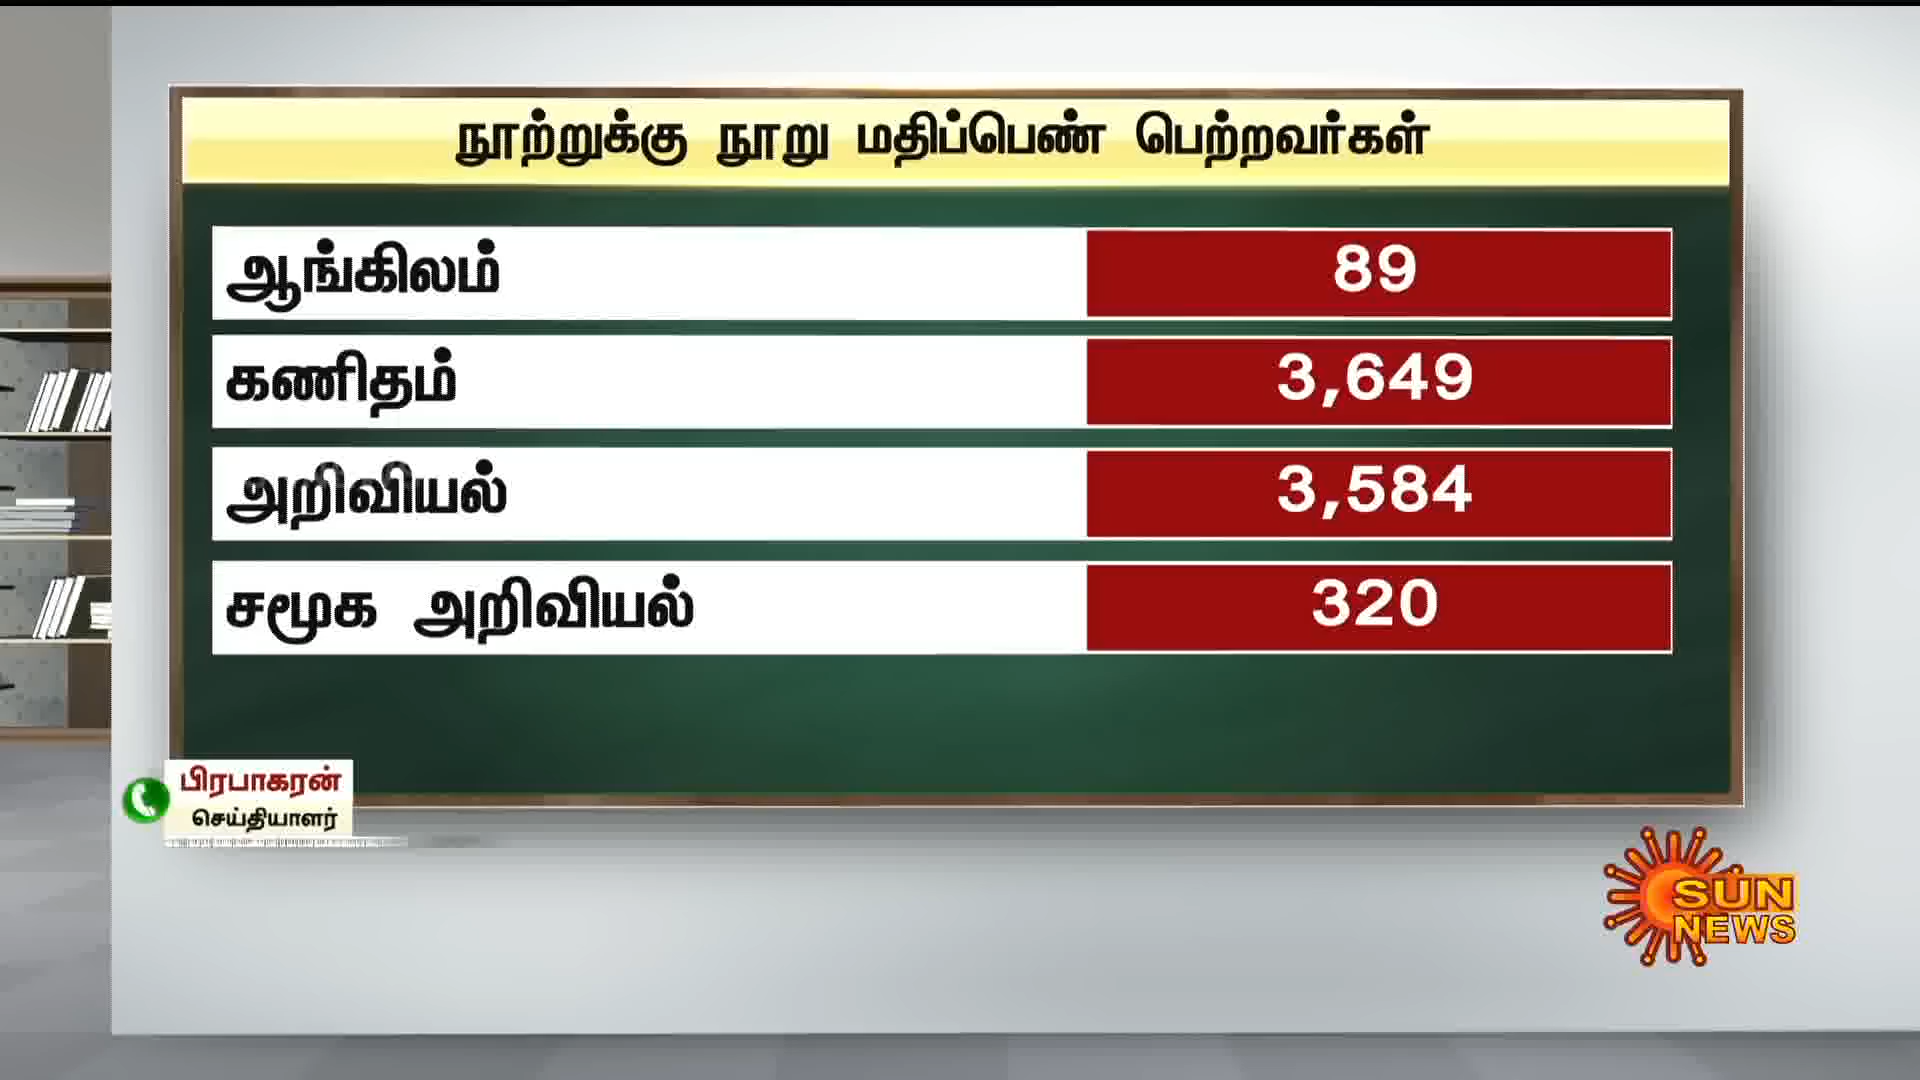 நூற்றுக்கு நூறு மதிப்பெண் பெற்றவர்கள்
ஆங்கிலம் 89
கணிதம் 3,649
அறிவியல் 3,584
சமூக அறிவியல் 320
பிரபாகரன்
செய்தியாளர்
SUN
NEWS